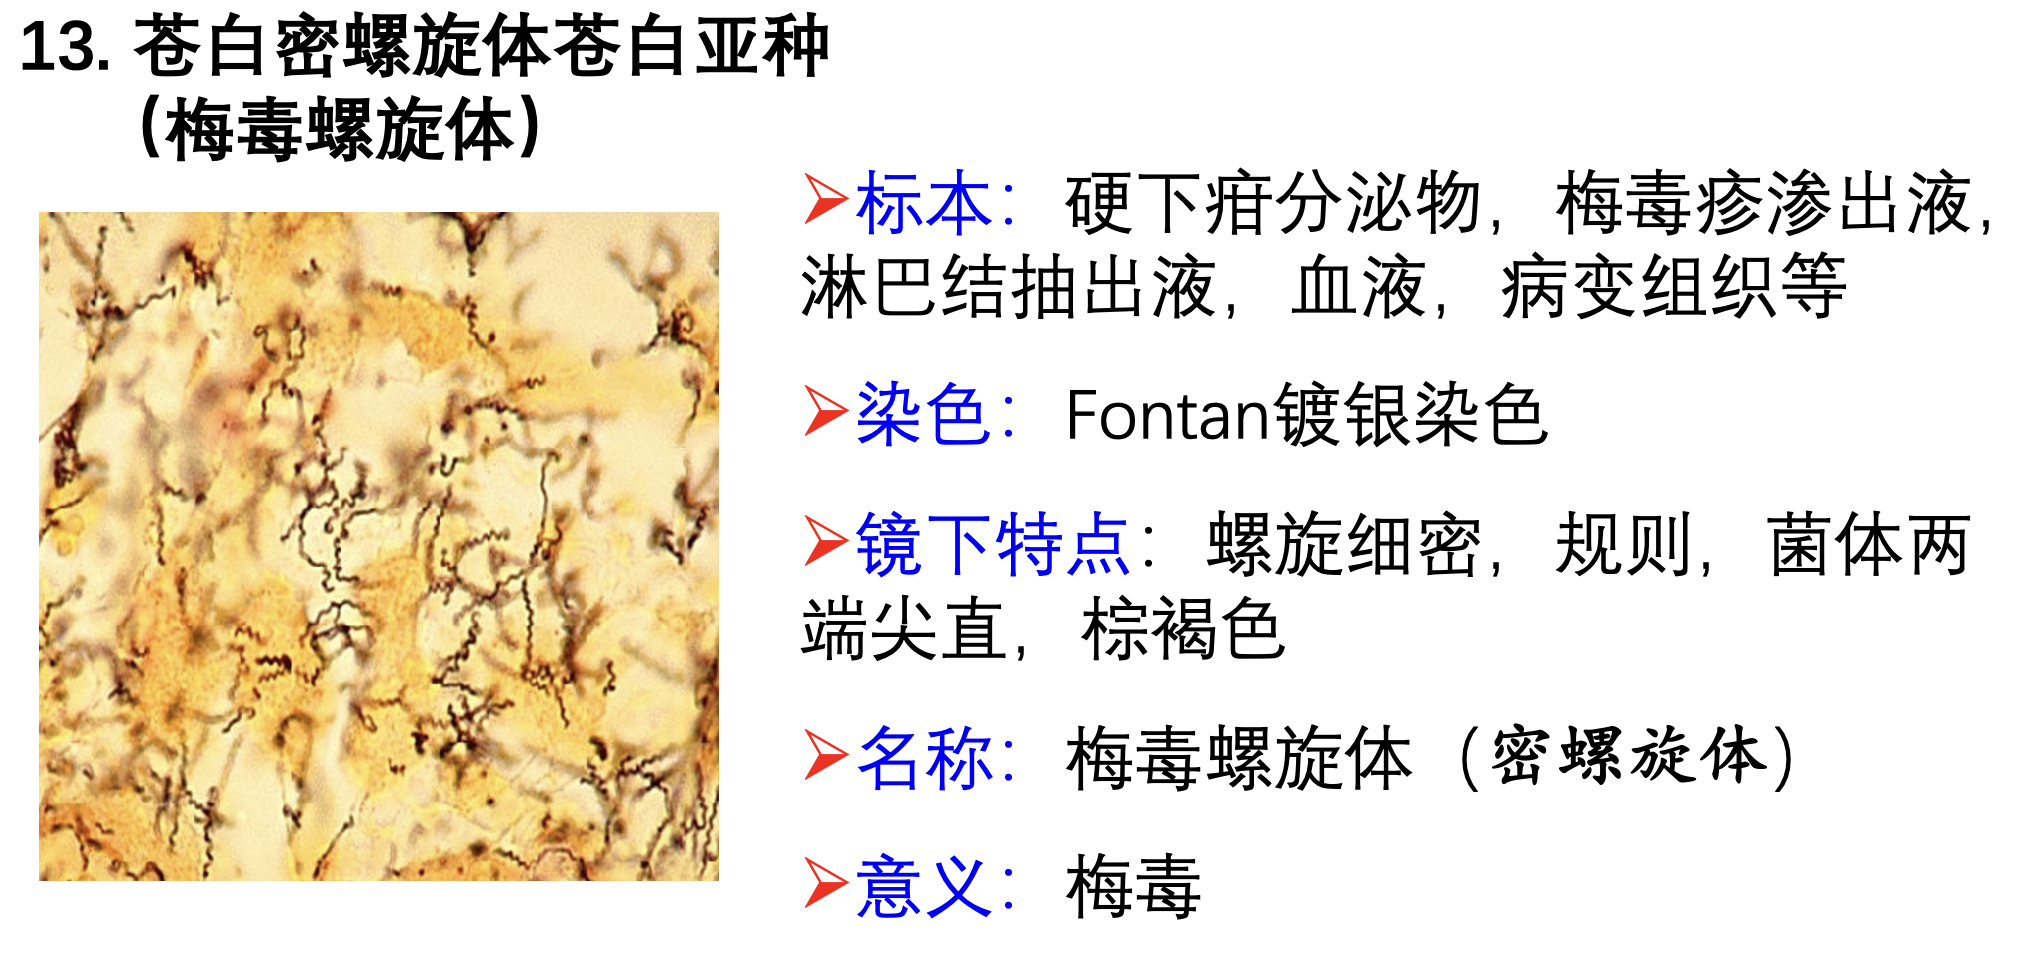 13. 苍白密螺旋体苍白亚种
(梅毒螺旋体)
标本： 硬下疳分泌物， 梅毒疹渗出液，
淋巴结抽出液， 血液， 病变组织等
染色： Fontan镀银染色
镜下特点： 螺旋细密， 规则， 菌体两
端尖直， 棕褐色
名称： 梅毒螺旋体（密螺旋体）
意义： 梅毒